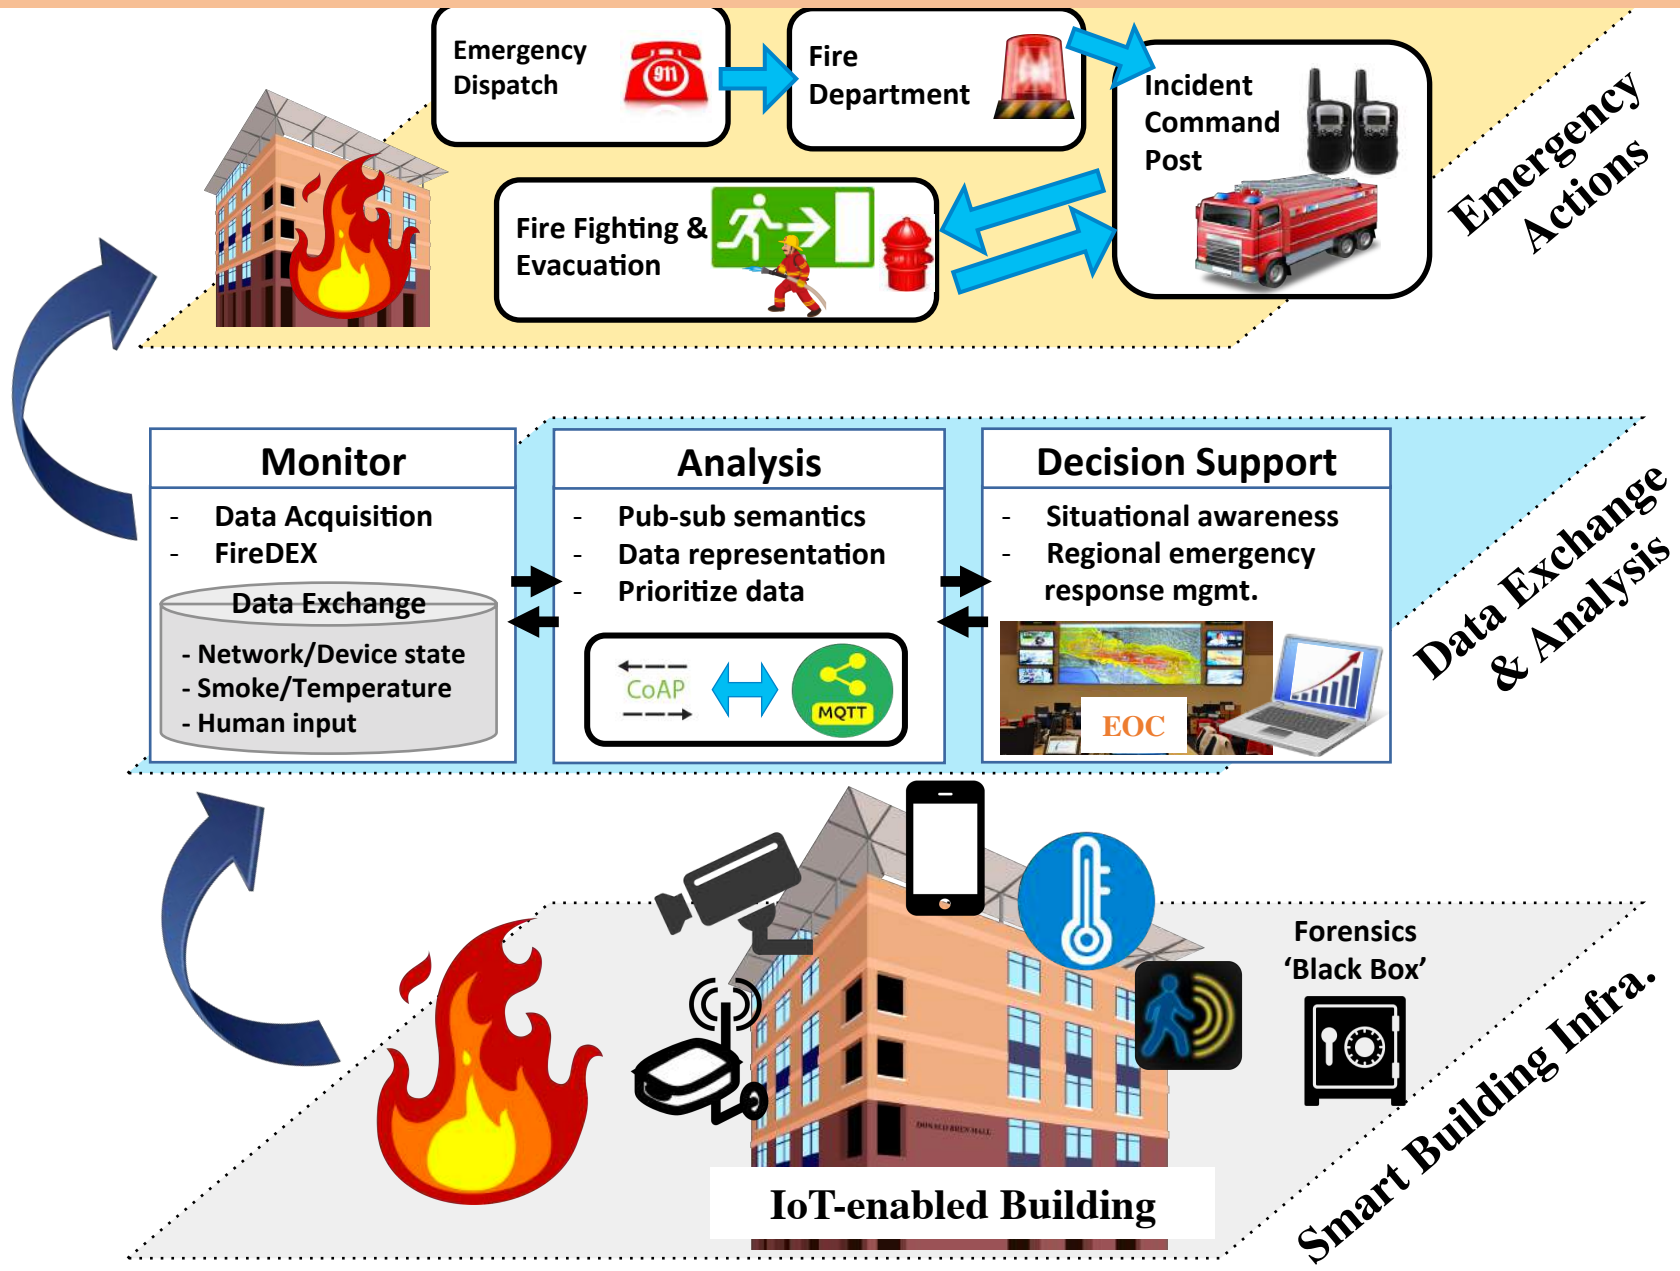 Emergency
Dispatch
911
Fire
Department
Incident
Command
Post
Fire Fighting &
Evacuation
Emergency
Actions
Monitor
- Data Acquisition
- FireDEX
Data Exchange
- Network/Device state
- Smoke/Temperature
- Human input
Analysis
- Pub-sub semantics
- Data representation
- Prioritize data
CoAP
MQTT
Decision Support
- Situational awareness
- Regional emergency
response mgmt.
EOC
Data Exchange
& Analysis
Forensics
‘Black Box’
DONALD BREN HALL
IoT-enabled Building
Smart Building Infra.